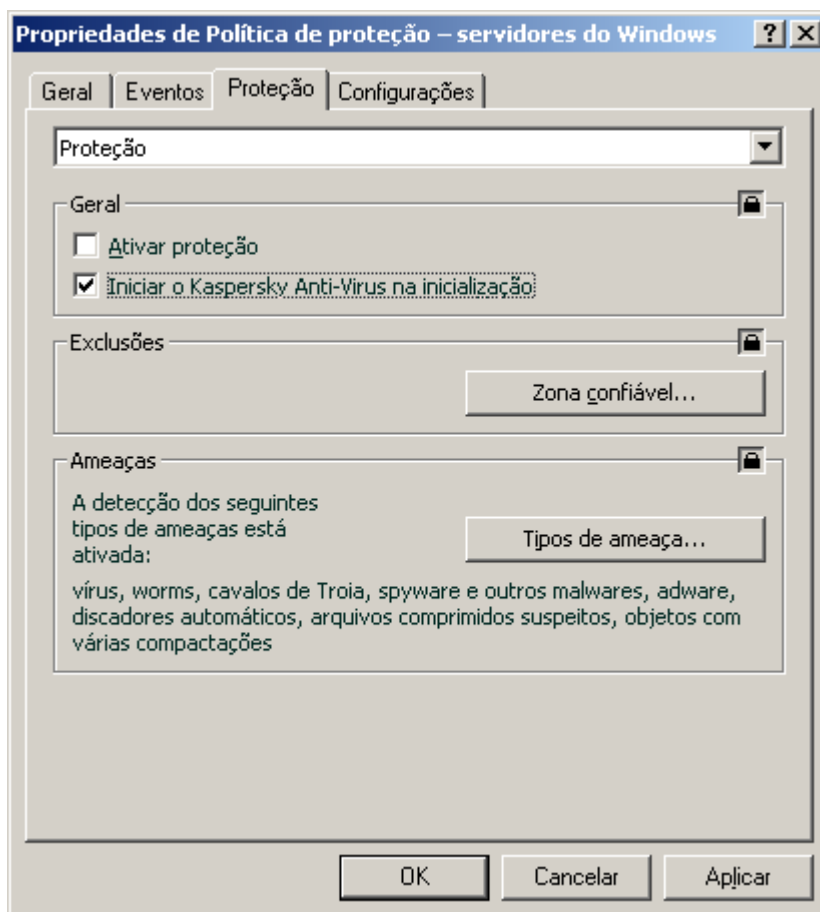 Propriedades de Política de proteção – servidores do Windows
Geral
Eventos
Proteção
Configurações
Proteção
Geral
Ativar proteção
Iniciar o Kaspersky Anti-Virus na inicialização
Exclusões
Zona confiável...
Ameaças
A detecção dos seguintes
tipos de ameaças está
ativada:
Tipos de ameaça...
vírus, worms, cavalos de Troia, spyware e outros malwares, adware,
discadores automáticos, arquivos comprimidos suspeitos, objetos com
várias compactações
OK
Cancelar
Aplicar